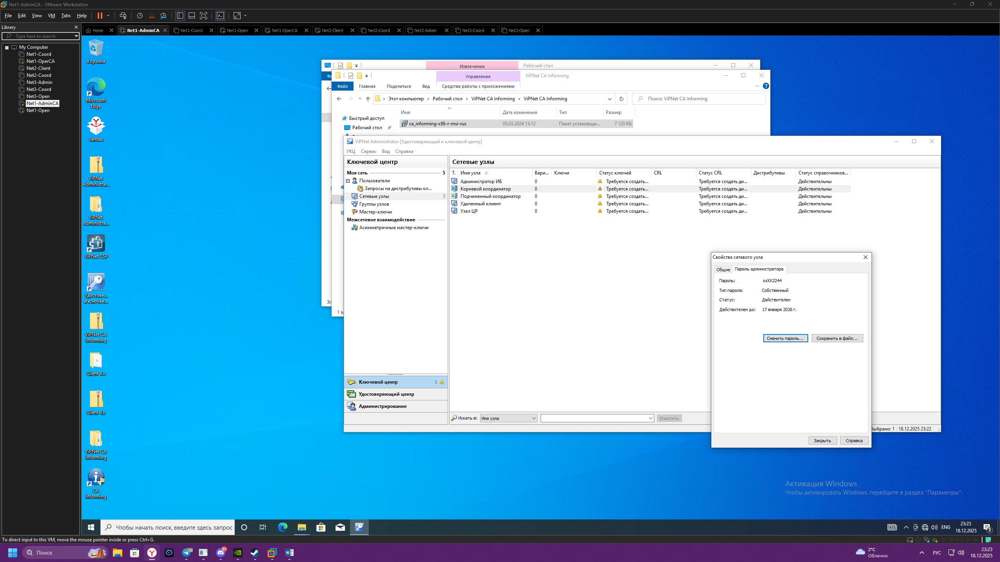 Net1-AdminCA - VMware Workstation
File Edit View VM Tabs Help
Library
Type here to search
My Computer
Net1-Coord
Net1-OperCA
Net2-Client
Net2-Coord
Net3-Admin
Net3-Coord
Net3-Open
Net1-AdminCA
Net1-Open
Home Net1-AdminCA Net1-Coord Net1-Open Net1-OperCA Net2-Client Net2-Coord Net3-Admin Net3-Coord Net3-Open
Корзина
Microsoft
Edge
Yandex
ViPNet
Administra...
ViPNet
Administra...
ViPNet CSP
Удостове...
и ключев...
ViPNet CA
Informing
Client 4.x
Client 4.x
ViPNet CA
Informing
CA
Informing
Извлечение Рабочий стол
Управление ViPNet CA Informing
Файл Главная Поделиться Вид Средства работы с приложениями
Этот компьютер Рабочий стол ViPNet CA Informing ViPNet CA Informing
Поиск: ViPNet CA Informing
Имя Дата изменения Тип Размер
Быстрый доступ
Рабочий стол
ca_informing-x86-r-msi-rus 05.03.2024 13:12 Пакет установщи... 7 120 КБ
Эл
1 э
ViPNet Administrator [Удостоверяющий и ключевой центр]
УКЦ Сервис Вид Справка
Ключевой центр
Моя сеть 5
Пользователи
Запросы на дистрибутивы кл...
Сетевые узлы 5
Группы узлов
Мастер-ключи
Межсетевое взаимодействие
Асимметричные мастер-ключи
Ключевой центр 5
Удостоверяющий центр
Администрирование
Сетевые узлы
Т. Имя узла Вари... Ключи Статус ключей CRL Статус CRL Дистрибутивы Статус справочников...
Администратор ИБ 0 Требуется создать... Требуется создать ди... Действительны
Корневой координатор 0 Требуется создать... Требуется создать ди... Действительны
Подчиненный координатор 0 Требуется создать... Требуется создать ди... Действительны
Удаленный клиент 0 Требуется создать... Требуется создать ди... Действительны
Узел ЦР 0 Требуется создать... Требуется создать ди... Действительны
Искать в: Имя узла Очистить
Выбрано: 1 18.12.2025 23:22
Свойства сетевого узла
Общие Пароль администратора
Пароль: xxXX2244
Тип пароля: Собственный
Статус: Действителен
Действителен до: 17 января 2026 г.
Сменить пароль... Сохранить в файл...
Закрыть Справка
Активация Windows
Чтобы активировать Windows, перейдите в раздел "Параметры".
Чтобы начать поиск, введите здесь запрос
ENG
23:23
18.12.2025
3
To direct input to this VM, move the mouse pointer inside or press Ctrl+G.
Поиск
96
9+
2°C
Облачно
РУС
23:23
18.12.2025